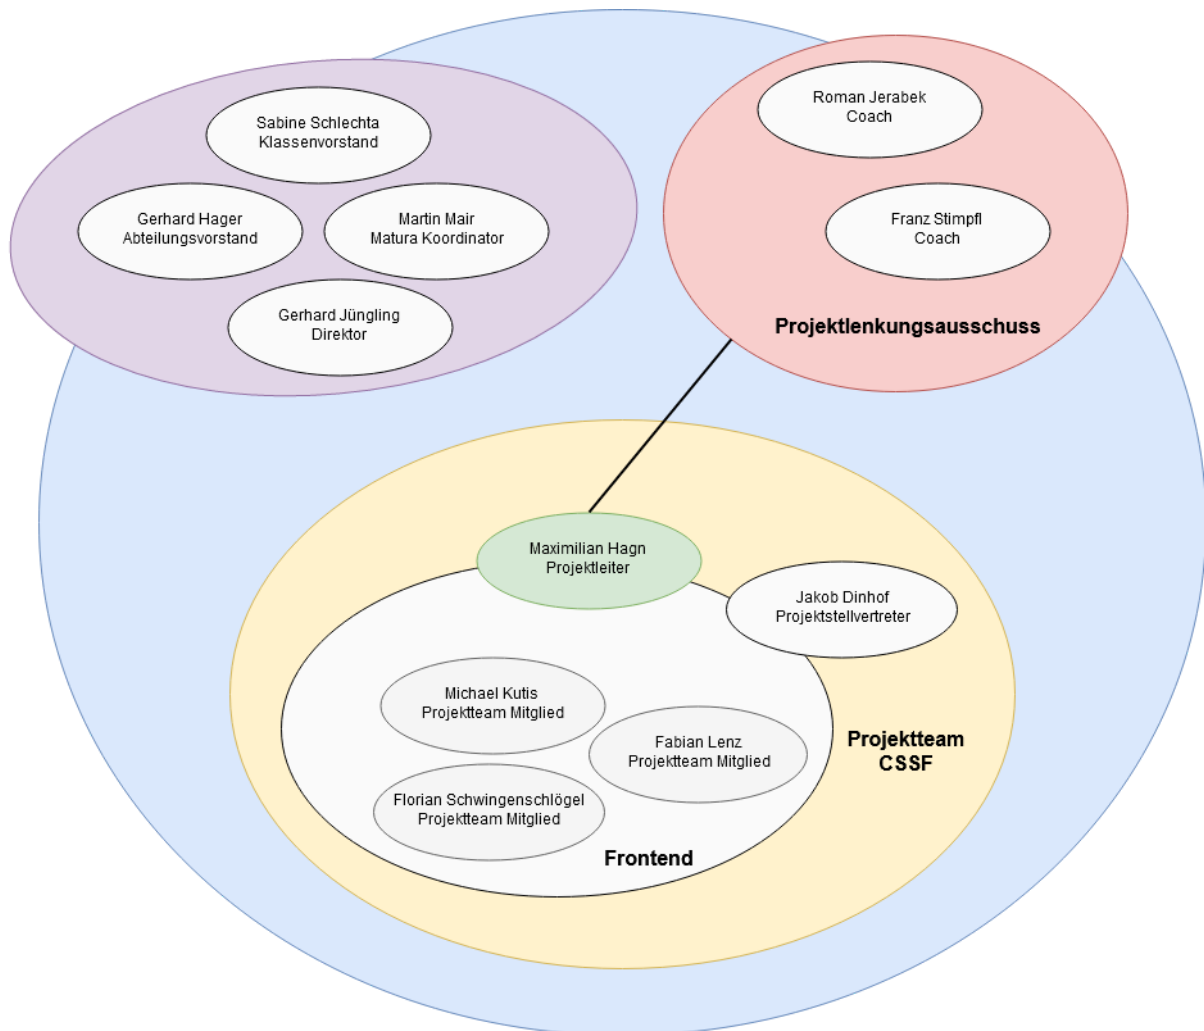 Sabine Schlechta
Klassenvorstand
Gerhard Hager
Abteilungsvorstand
Martin Mair
Matura Koordinator
Gerhard Jüngling
Direktor
Roman Jerabek
Coach
Franz Stimpfl
Coach
Projektlenkungsausschuss
Maximilian Hagn
Projektleiter
Jakob Dinhof
Projektstellvertreter
Michael Kutis
Projektteam Mitglied
Fabian Lenz
Projektteam Mitglied
Florian Schwingenschlögel
Projektteam Mitglied
Frontend
Projektteam
CSSF